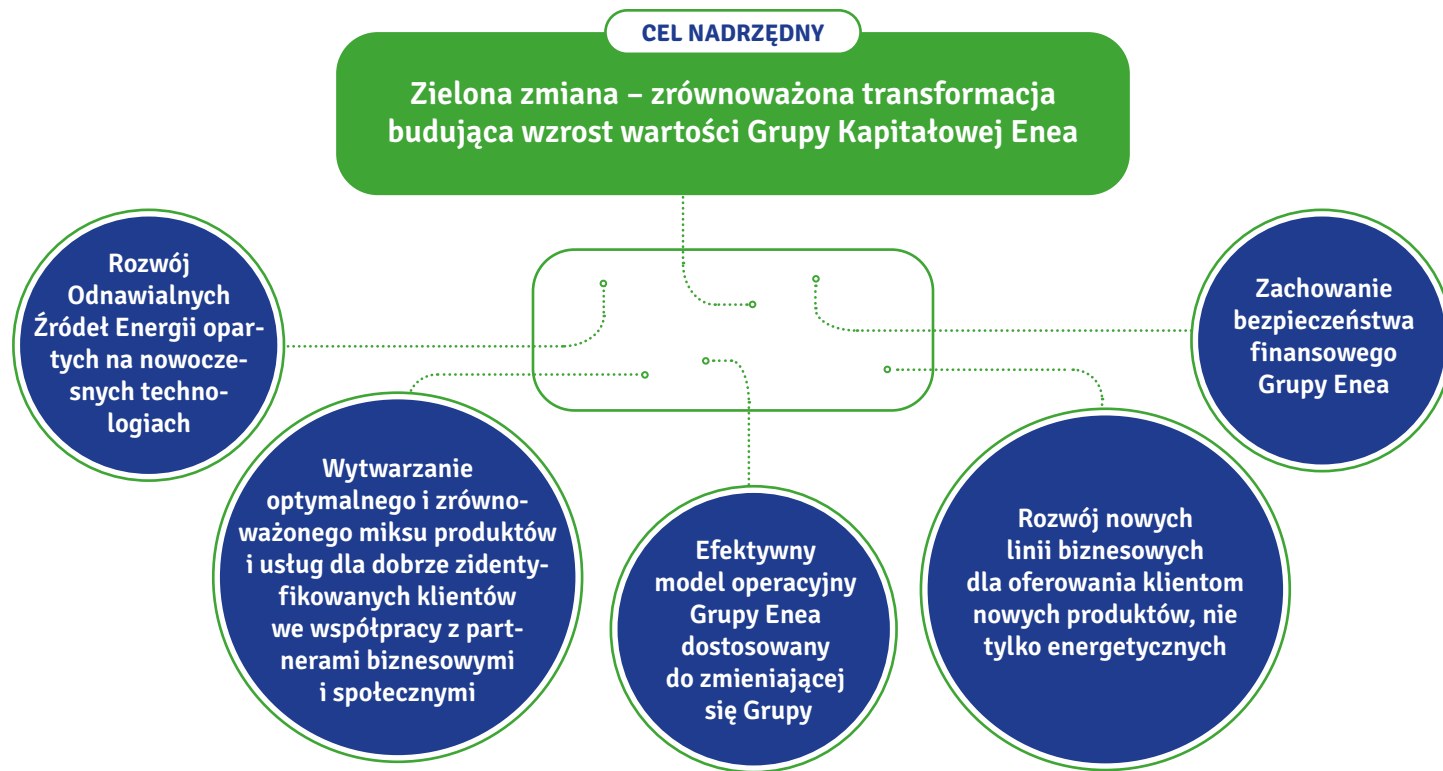 CEL NADRZĘDNY
Zielona zmiana – zrównoważona transformacja
budująca wzrost wartości Grupy Kapitałowej Enea
Rozwój
Odnawialnych
Źródeł Energii opar-
tych na nowocze-
snych techno-
logiach
Wytwarzanie
optymalnego i zrówno-
ważonego miksu produktów
i usług dla dobrze zidenty-
fikowanych klientów
we współpracy z part-
nerami biznesowymi
i społecznymi
Efektywny
model operacyjny
Grupy Enea
dostosowany
do zmieniającej
się Grupy
Rozwój nowych
linii biznesowych
dla oferowania klientom
nowych produktów, nie
tylko energetycznych
Zachowanie
bezpieczeństwa
finansowego
Grupy Enea